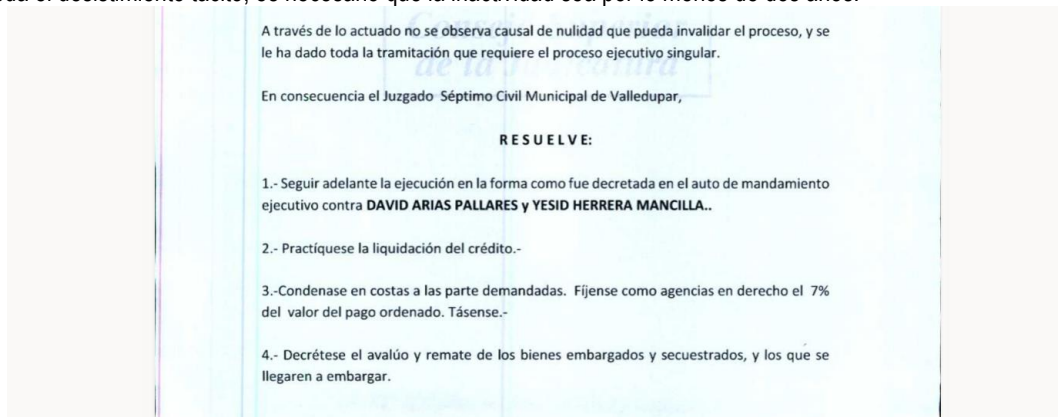 el desistimiento tácito, es necesario que la inactividad sea por lo menos de dos años.
A través de lo actuado no se observa causal de nulidad que pueda invalidar el proceso, y se
le ha dado toda la tramitación que requiere el proceso ejecutivo singular.
En consecuencia el Juzgado Séptimo Civil Municipal de Valledupar,
R E S U E L V E:
1.- Seguir adelante la ejecución en la forma como fue decretada en el auto de mandamiento
ejecutivo contra DAVID ARIAS PALLARES y YESID HERRERA MANCILLA..
2.- Practíquese la liquidación del crédito.-
3.-Condenase en costas a las parte demandadas. Fíjense como agencias en derecho el 7%
del valor del pago ordenado. Tásense.-
4.- Decrétese el avalúo y remate de los bienes embargados y secuestrados, y los que se
llegaren a embargar.